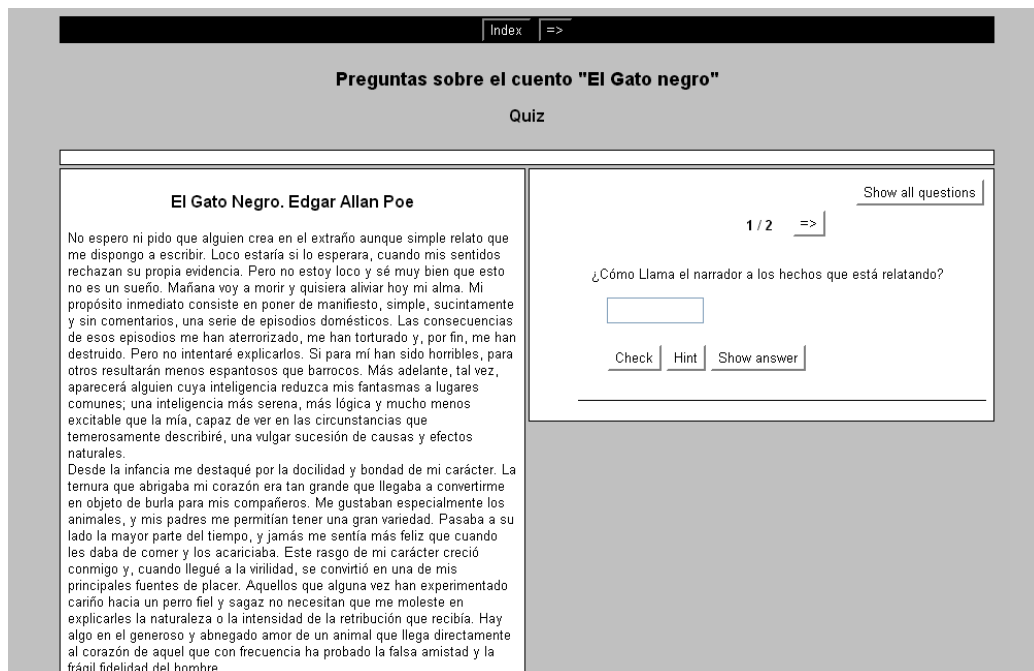 Index =>
Preguntas sobre el cuento "El Gato negro"
Quiz
El Gato Negro. Edgar Allan Poe
No espero ni pido que alguien crea en el extraño aunque simple relato que
me dispongo a escribir. Loco estaría si lo esperara, cuando mis sentidos
rechazan su propia evidencia. Pero no estoy loco y sé muy bien que esto
no es un sueño. Mañana voy a morir y quisiera aliviar hoy mi alma. Mi
propósito inmediato consiste en poner de manifiesto, simple, sucintamente
y sin comentarios, una serie de episodios domésticos. Las consecuencias
de esos episodios me han aterrorizado, me han torturado y, por fin, me han
destruido. Pero no intentaré explicarlos. Si para mí han sido horribles, para
otros resultarán menos espantosos que barrocos. Más adelante, tal vez,
aparecerá alguien cuya inteligencia reduzca mis fantasmas a lugares
comunes; una inteligencia más serena, más lógica y mucho menos
excitable que la mía, capaz de ver en las circunstancias que
temerosamente describiré, una vulgar sucesión de causas y efectos
naturales.
Desde la infancia me destaqué por la docilidad y bondad de mi carácter. La
ternura que abrigaba mi corazón era tan grande que llegaba a convertirme
en objeto de burla para mis compañeros. Me gustaban especialmente los
animales, y mis padres me permitían tener una gran variedad. Pasaba a su
lado la mayor parte del tiempo, y jamás me sentía más feliz que cuando
les daba de comer y los acariciaba. Este rasgo de mi carácter creció
conmigo y, cuando llegué a la virilidad, se convirtió en una de mis
principales fuentes de placer. Aquellos que alguna vez han experimentado
cariño hacia un perro fiel y sagaz no necesitan que me moleste en
explicarles la naturaleza o la intensidad de la retribución que recibía. Hay
algo en el generoso y abnegado amor de un animal que llega directamente
al corazón de aquel que con frecuencia ha probado la falsa amistad y la
frágil fidelidad del hombre.
Show all questions
1 / 2 =>
¿Cómo Llama el narrador a los hechos que está relatando?
Check Hint Show answer